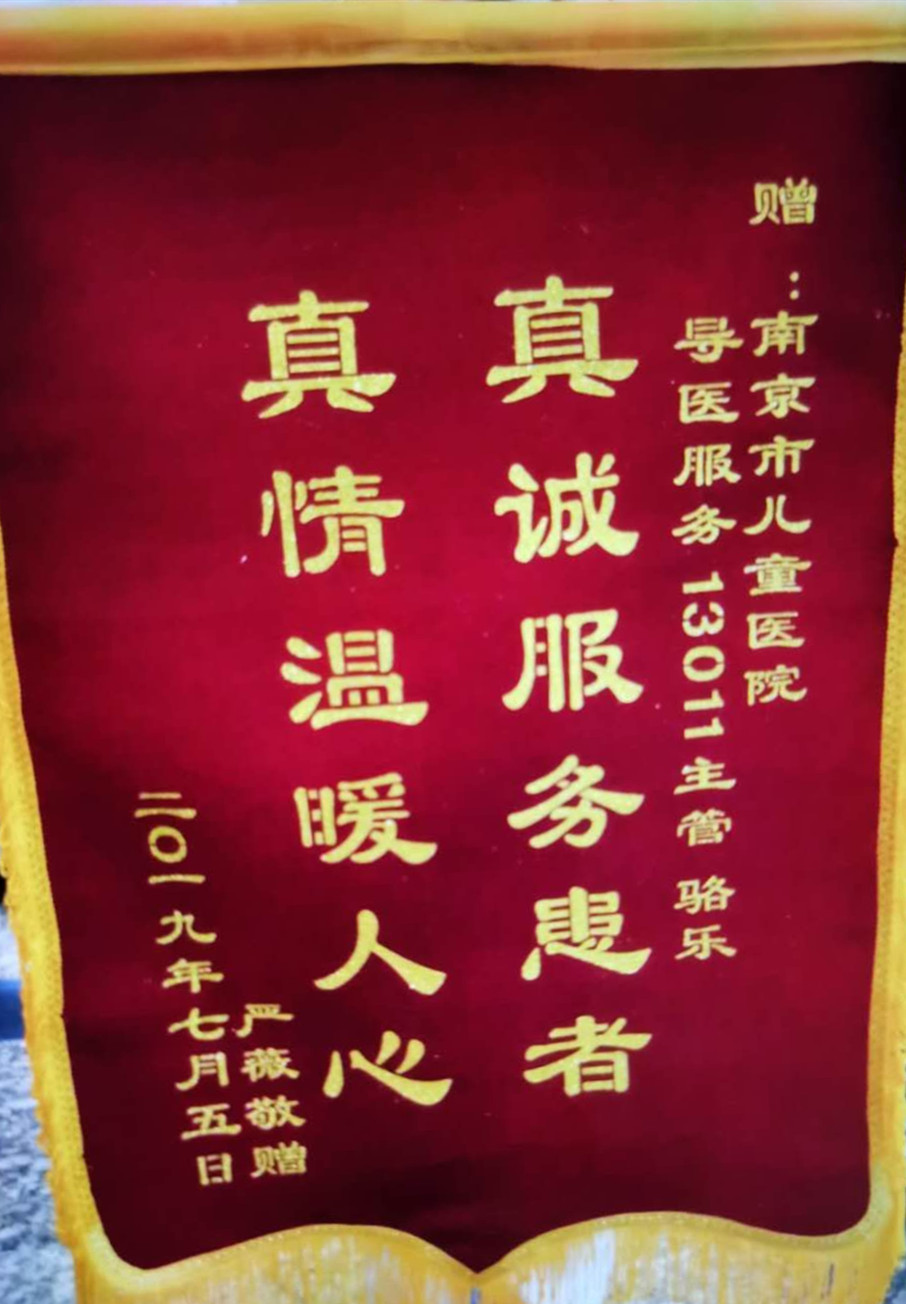 赠：南京市儿童医院
导医服务13011主管 骆乐
真诚服务患者
真情温暖人心
严薇敬赠
二〇一九年七月五日